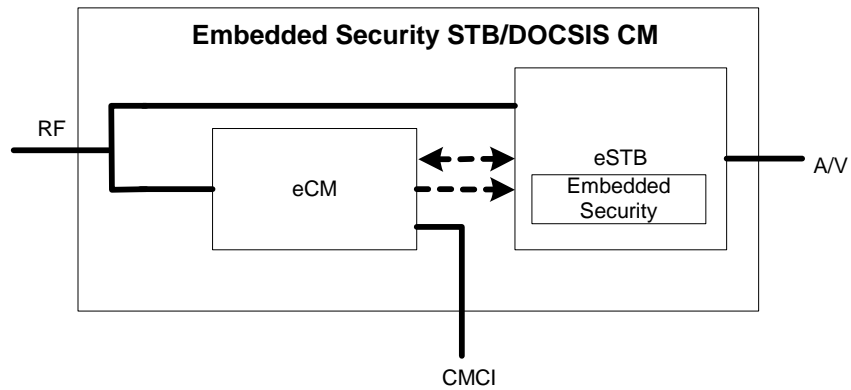 Embedded Security STB/DOCSIS CM
RF
eCM
eSTB
Embedded
Security
A/V
CMCI